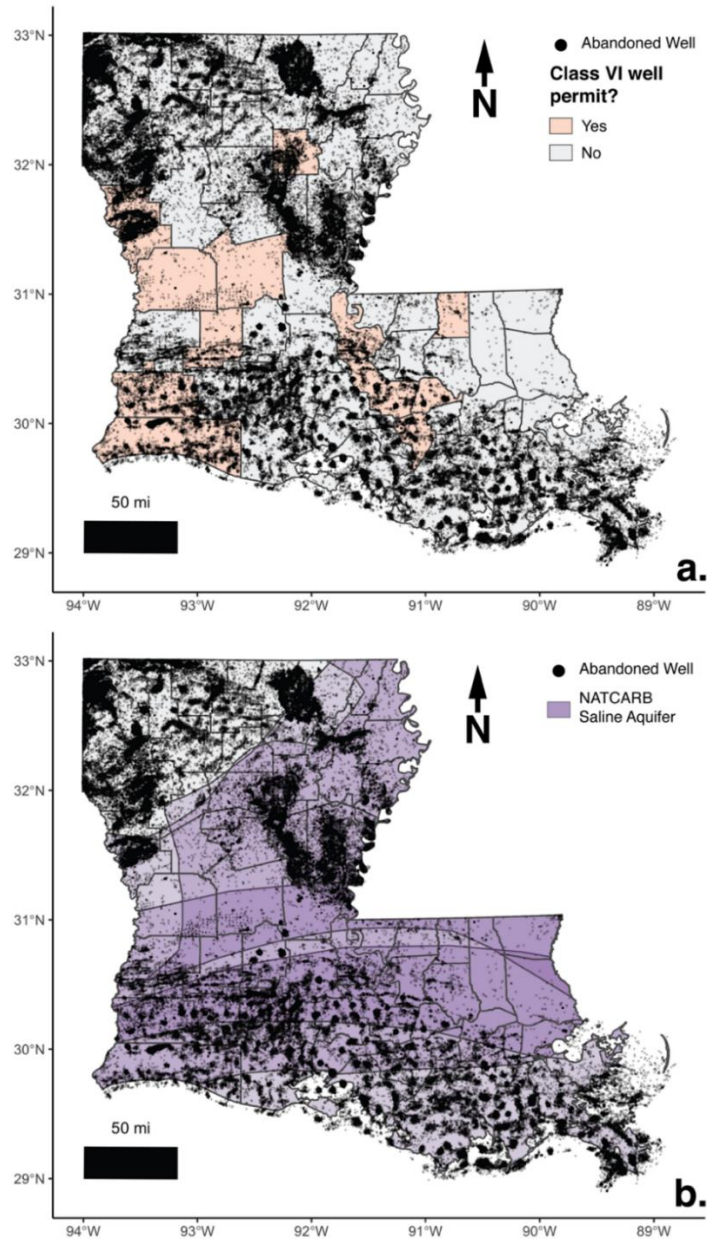 33°N
32°N
31°N
30°N
29°N
N
Abandoned Well
Class VI well
permit?
Yes
No
50 mi
a.
94°W 93°W 92°W 91°W 90°W 89°W
33°N
32°N
31°N
30°N
29°N
N
Abandoned Well
NATCARB
Saline Aquifer
50 mi
b.
94°W 93°W 92°W 91°W 90°W 89°W